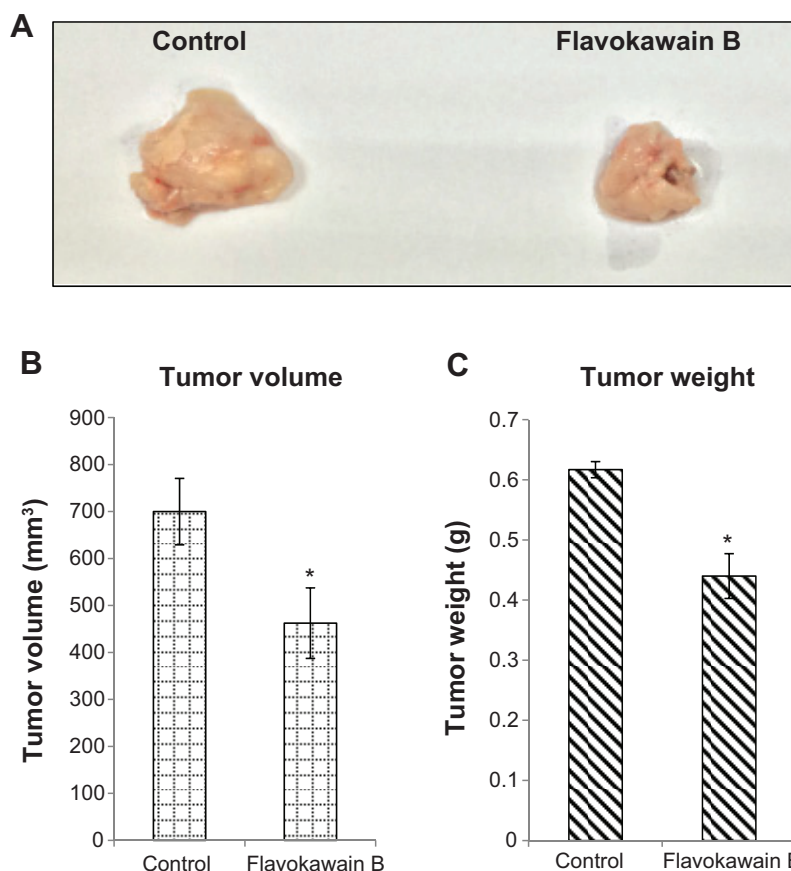 A
Control Flavokawain B
B
Tumor volume
Tumor volume (mm³)
900
800
700
600
500
400
300
200
100
0
*
Control Flavokawain B
C
Tumor weight
Tumor weight (g)
0.7
0.6
0.5
0.4
0.3
0.2
0.1
0
*
Control Flavokawain B